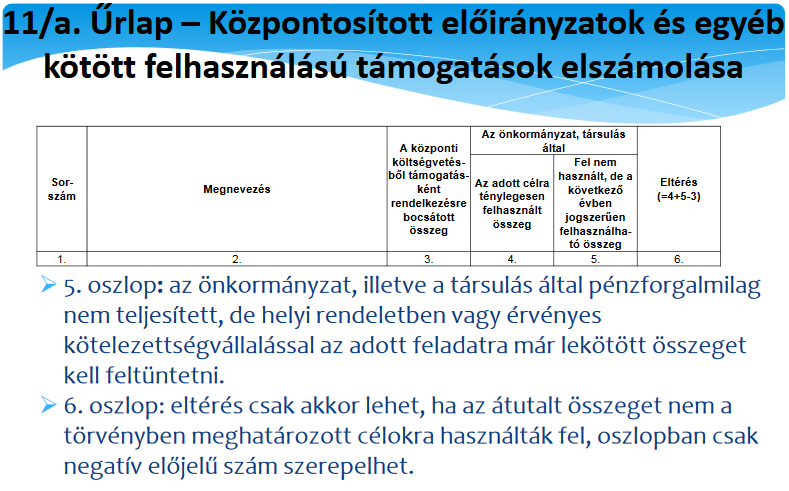 11/a. Űrlap – Központosított előirányzatok és egyéb
kötött felhasználású támogatások elszámolása
Sor-
szám
Megnevezés
A központi
költségvetés-
ből támogatás-
ként
rendelkezésre
bocsátott
összeg
Az önkormányzat, társulás
által
Az adott célra
ténylegesen
felhasznált
összeg
Fel nem
használt, de a
következő
évben
jogszerűen
felhasználha-
tó összeg
Eltérés
(=4+5-3)
1. 2. 3. 4. 5. 6.
5. oszlop: az önkormányzat, illetve a társulás által pénzforgalmilag
nem teljesített, de helyi rendeletben vagy érvényes
kötelezettségvállalással az adott feladatra már lekötött összeget
kell feltüntetni.
6. oszlop: eltérés csak akkor lehet, ha az átutalt összeget nem a
törvényben meghatározott célokra használták fel, oszlopban csak
negatív előjelű szám szerepelhet.